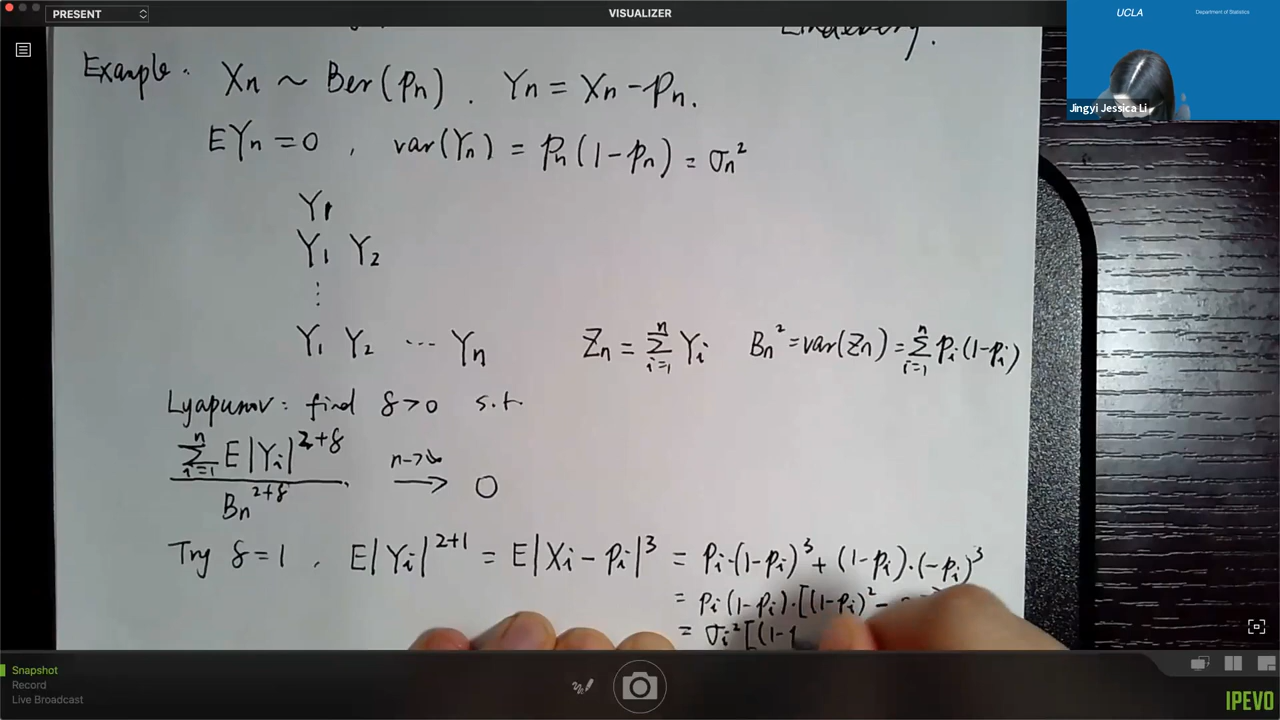 PRESENT
VISUALIZER
UCLA
Department of Statistics
Jingyi Jessica Li
Lindeberg.
Example. Xn ~ Ber(pn). Yn = Xn - pn.
EYn = 0, var(Yn) = pn(1-pn) = σn²
Y1
Y1 Y2
⋮
Y1 Y2 ... Yn Zn = Σ_{i=1}^{n} Yi Bn² = var(Zn) = Σ_{i=1}^{n} pi(1-pi)
Lyapunov: find δ>0 s.t.
Σ_{i=1}^{n} E|Yi|^{2+δ} / Bn^{2+δ} n->∞ → 0
Try δ=1, E|Yi|^{2+1} = E|Xi - pi|³ = pi·(1-pi)³ + (1-pi)·(-pi)³
= pi(1-pi)·[(1-pi)² -
= σi²[(1-
Snapshot
Record
Live Broadcast
IPEVO